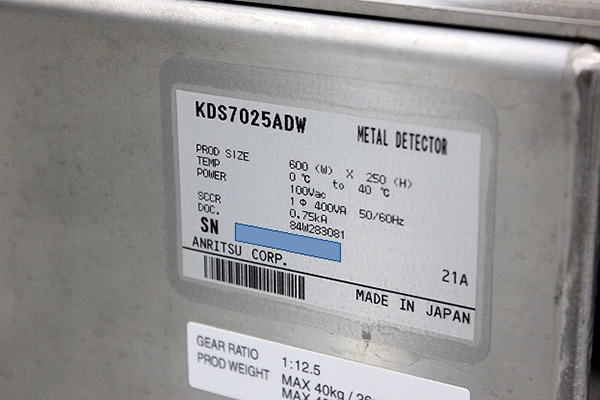 KDS7025ADW METAL DETECTOR
PROD SIZE 600 (W) X 250 (H)
TEMP 0 ℃ to 40 ℃
POWER 100Vac
1 Φ 400VA 50/60Hz
SCCR 0.75kA
DOC. 84W283081
SN
ANRITSU CORP.
21A
MADE IN JAPAN
GEAR RATIO 1:12.5
PROD WEIGHT MAX 40kg
MAX